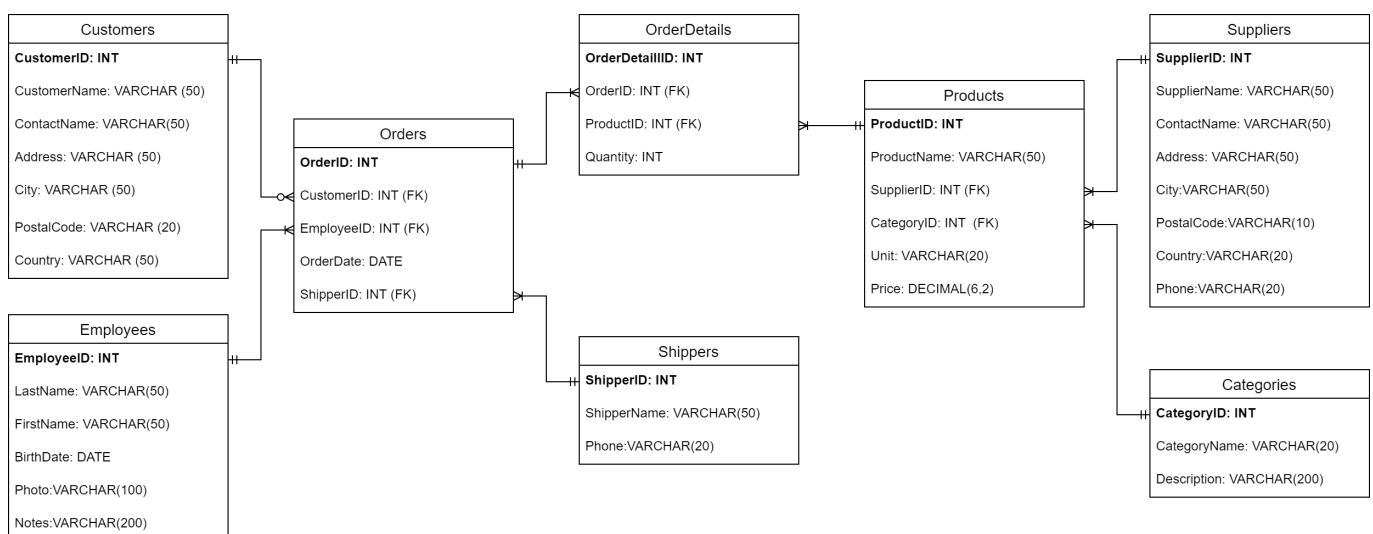 Customers
CustomerID: INT
CustomerName: VARCHAR (50)
ContactName: VARCHAR(50)
Address: VARCHAR (50)
City: VARCHAR (50)
PostalCode: VARCHAR (20)
Country: VARCHAR (50)
Employees
EmployeeID: INT
LastName: VARCHAR(50)
FirstName: VARCHAR(50)
BirthDate: DATE
Photo:VARCHAR(100)
Notes:VARCHAR(200)
Orders
OrderID: INT
CustomerID: INT (FK)
EmployeeID: INT (FK)
OrderDate: DATE
ShipperID: INT (FK)
OrderDetails
OrderDetailIID: INT
OrderID: INT (FK)
ProductID: INT (FK)
Quantity: INT
Shippers
ShipperID: INT
ShipperName: VARCHAR(50)
Phone:VARCHAR(20)
Products
ProductID: INT
ProductName: VARCHAR(50)
SupplierID: INT (FK)
CategoryID: INT (FK)
Unit: VARCHAR(20)
Price: DECIMAL(6,2)
Suppliers
SupplierID: INT
SupplierName: VARCHAR(50)
ContactName: VARCHAR(50)
Address: VARCHAR(50)
City:VARCHAR(50)
PostalCode:VARCHAR(10)
Country:VARCHAR(20)
Phone:VARCHAR(20)
Categories
CategoryID: INT
CategoryName: VARCHAR(20)
Description: VARCHAR(200)